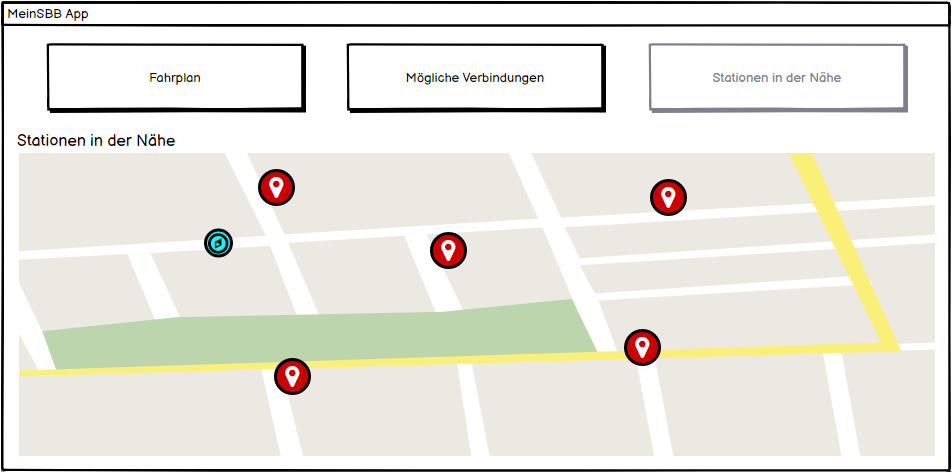 MeinSBB App
Fahrplan
Mögliche Verbindungen
Stationen in der Nähe
Stationen in der Nähe